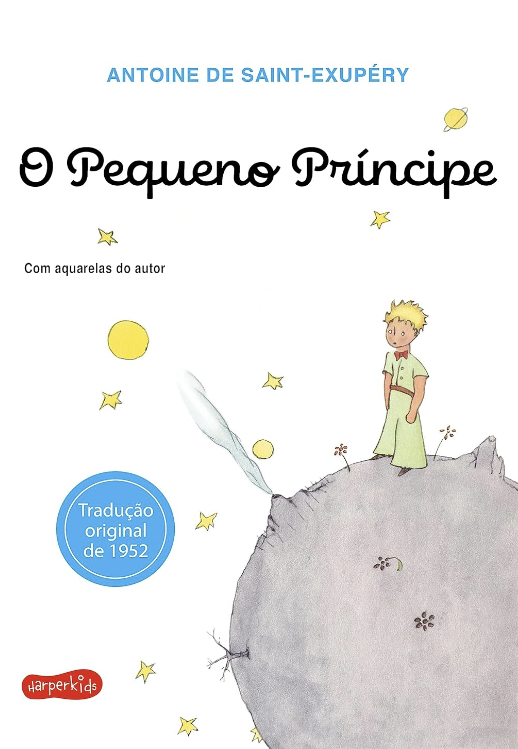 ANTOINE DE SAINT-EXUPÉRY
O Pequeno Príncipe
Com aquarelas do autor
Tradução
original
de 1952
HarperKids